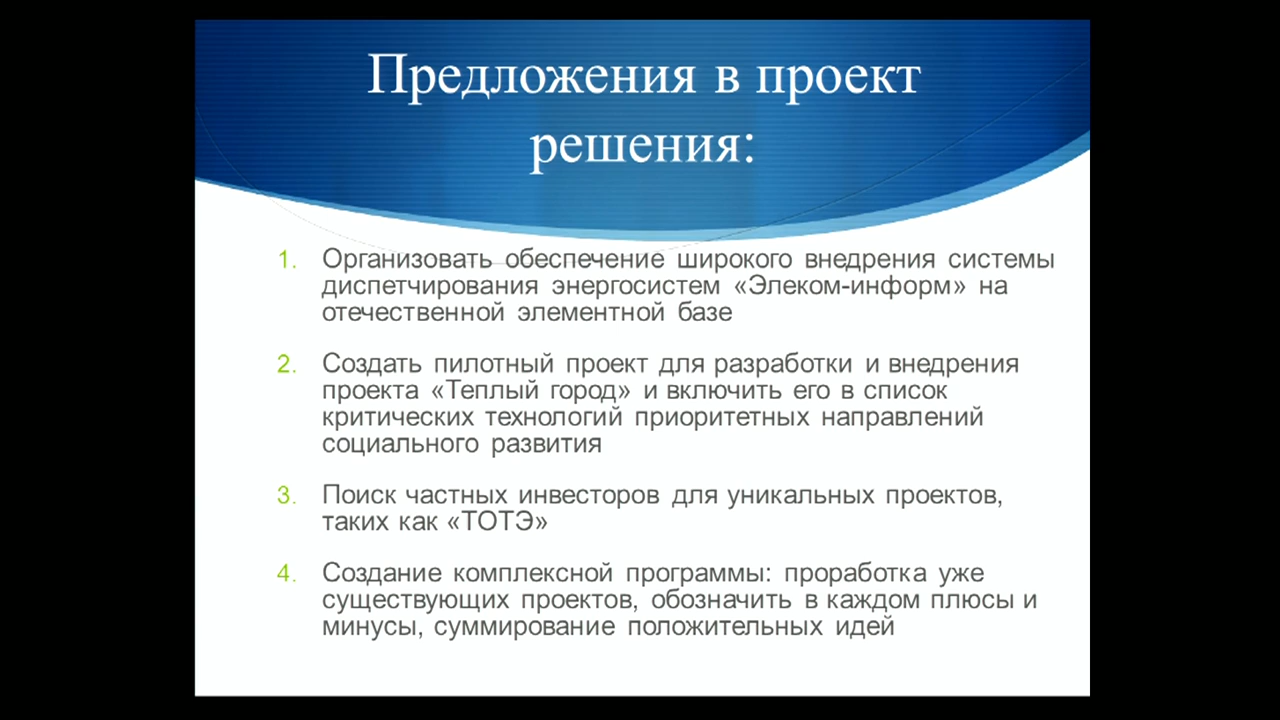 Предложения в проект
решения:
1. Организовать обеспечение широкого внедрения системы
диспетчирования энергосистем «Элеком-информ» на
отечественной элементной базе
2. Создать пилотный проект для разработки и внедрения
проекта «Теплый город» и включить его в список
критических технологий приоритетных направлений
социального развития
3. Поиск частных инвесторов для уникальных проектов,
таких как «ТОТЭ»
4. Создание комплексной программы: проработка уже
существующих проектов, обозначить в каждом плюсы и
минусы, суммирование положительных идей